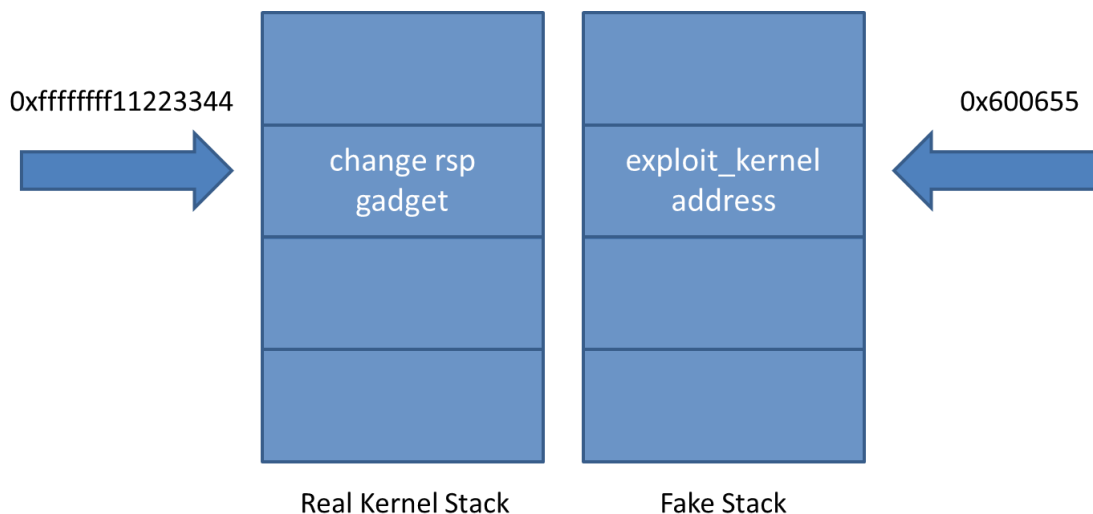 0xffffffff11223344
0x600655
change rsp
gadget
exploit_kernel
address
Real Kernel Stack
Fake Stack